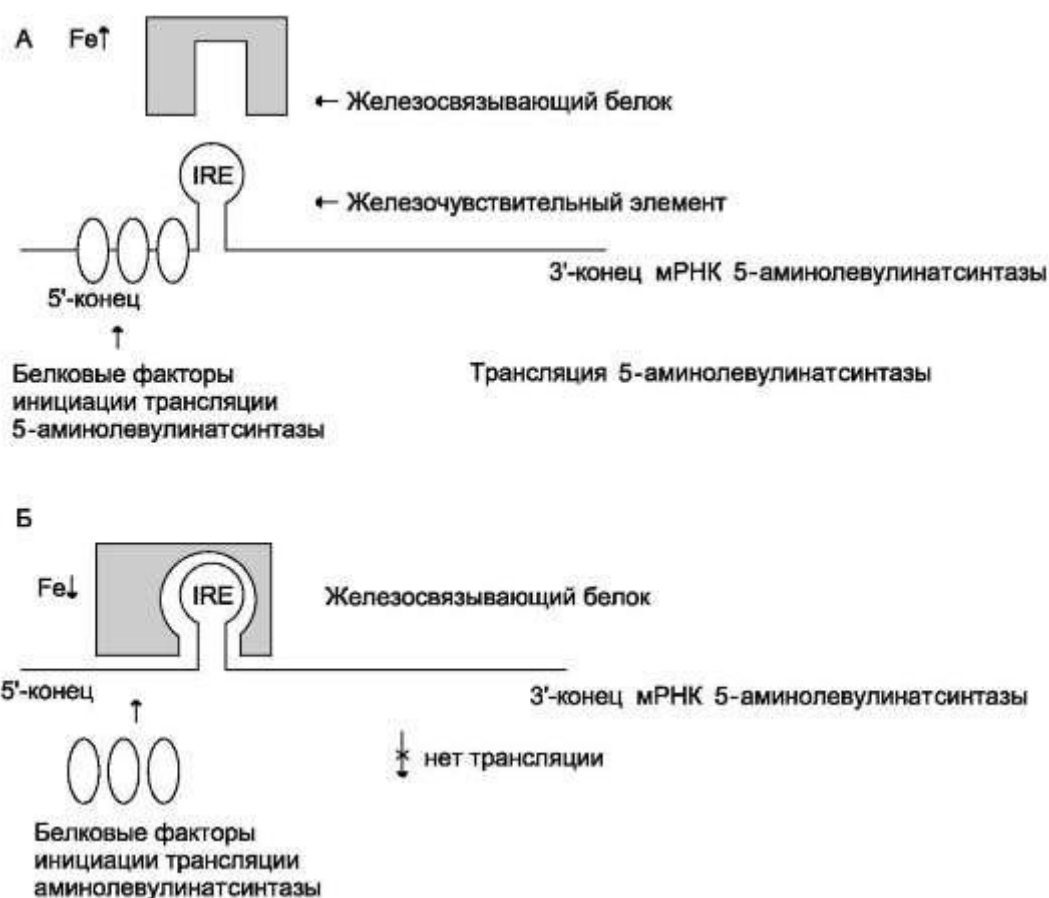 А Fe↑
← Железосвязывающий белок
IRE
← Железочувствительный элемент
3'-конец мРНК 5-аминолевулинатсинтазы
5'-конец
↑
Белковые факторы
инициации трансляции
5-аминолевулинатсинтазы
Трансляция 5-аминолевулинатсинтазы
Б
Fe↓
IRE
Железосвязывающий белок
5'-конец
3'-конец мРНК 5-аминолевулинатсинтазы
↑
нет трансляции
Белковые факторы
инициации трансляции
аминолевулинатсинтазы